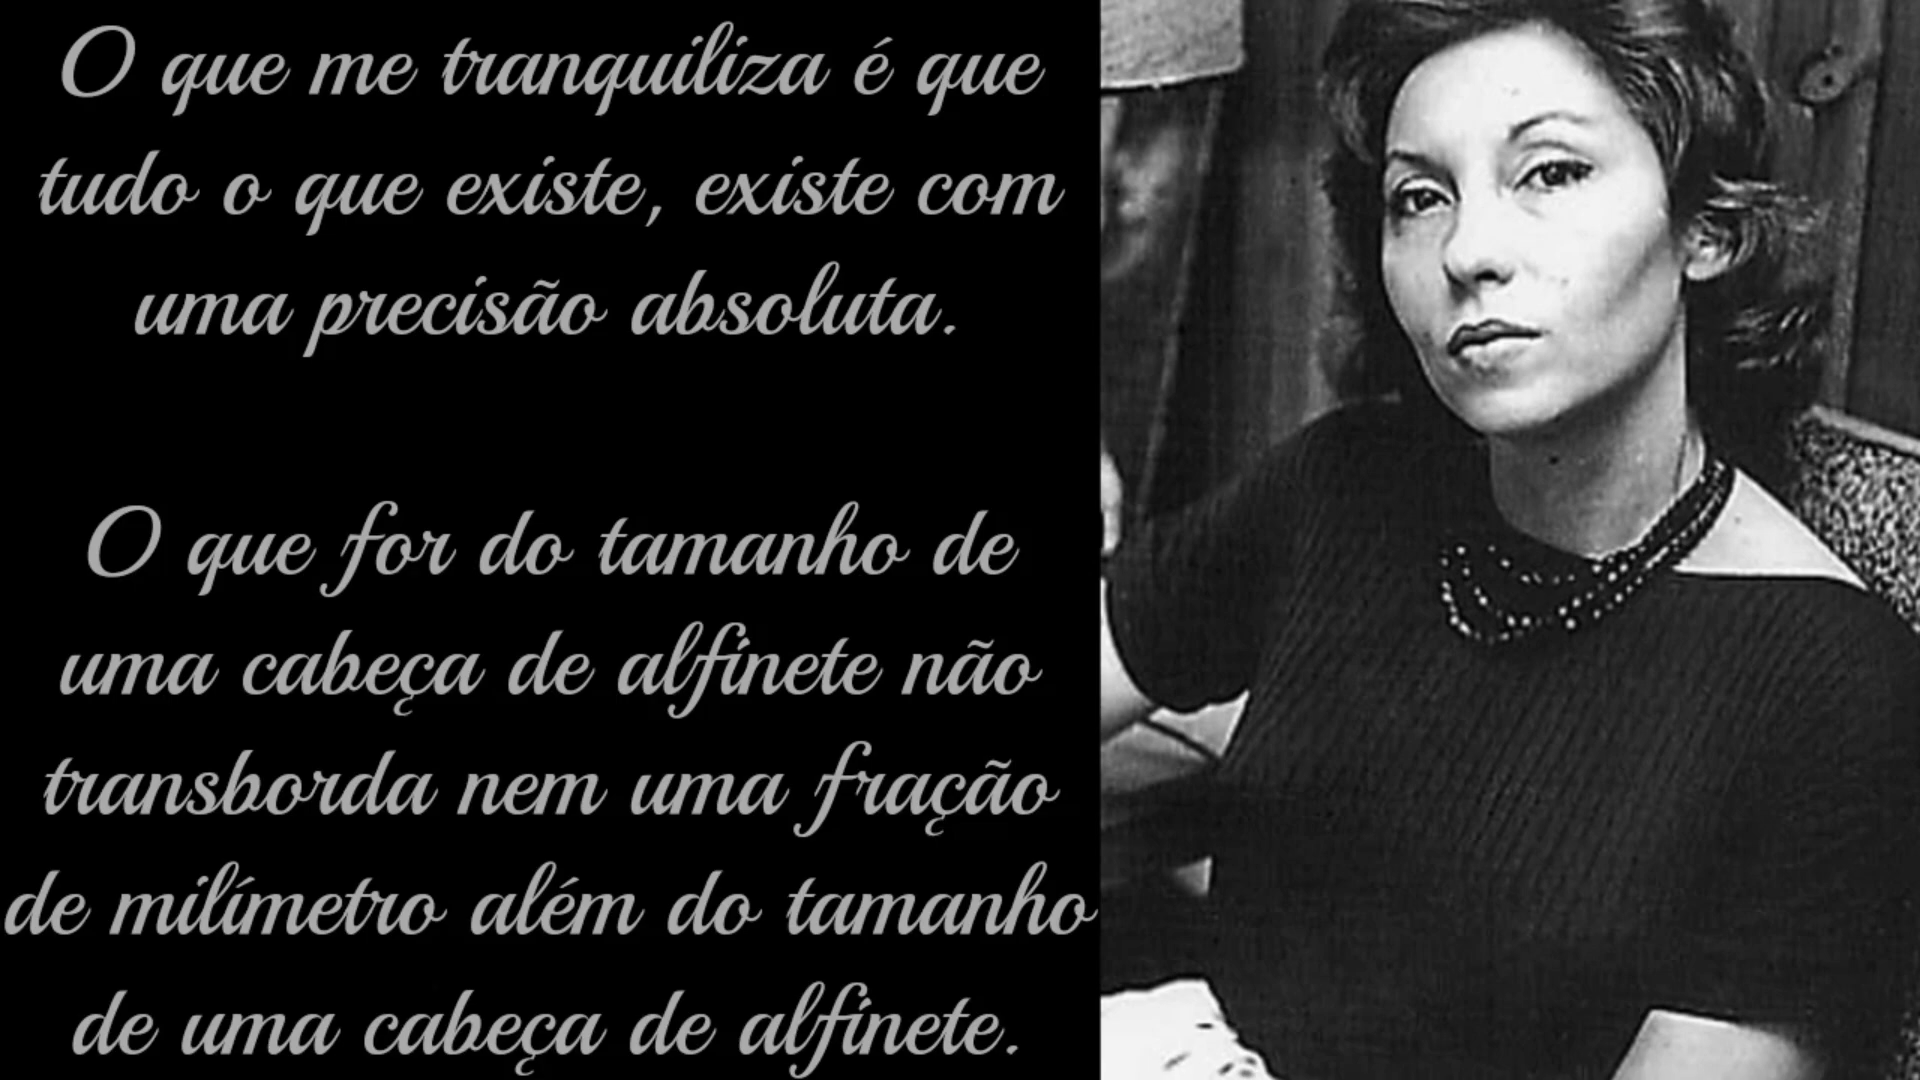 O que me tranquiliza é que
tudo o que existe, existe com
uma precisão absoluta.
O que for do tamanho de
uma cabeça de alfinete não
transborda nem uma fração
de milímetro além do tamanho
de uma cabeça de alfinete.